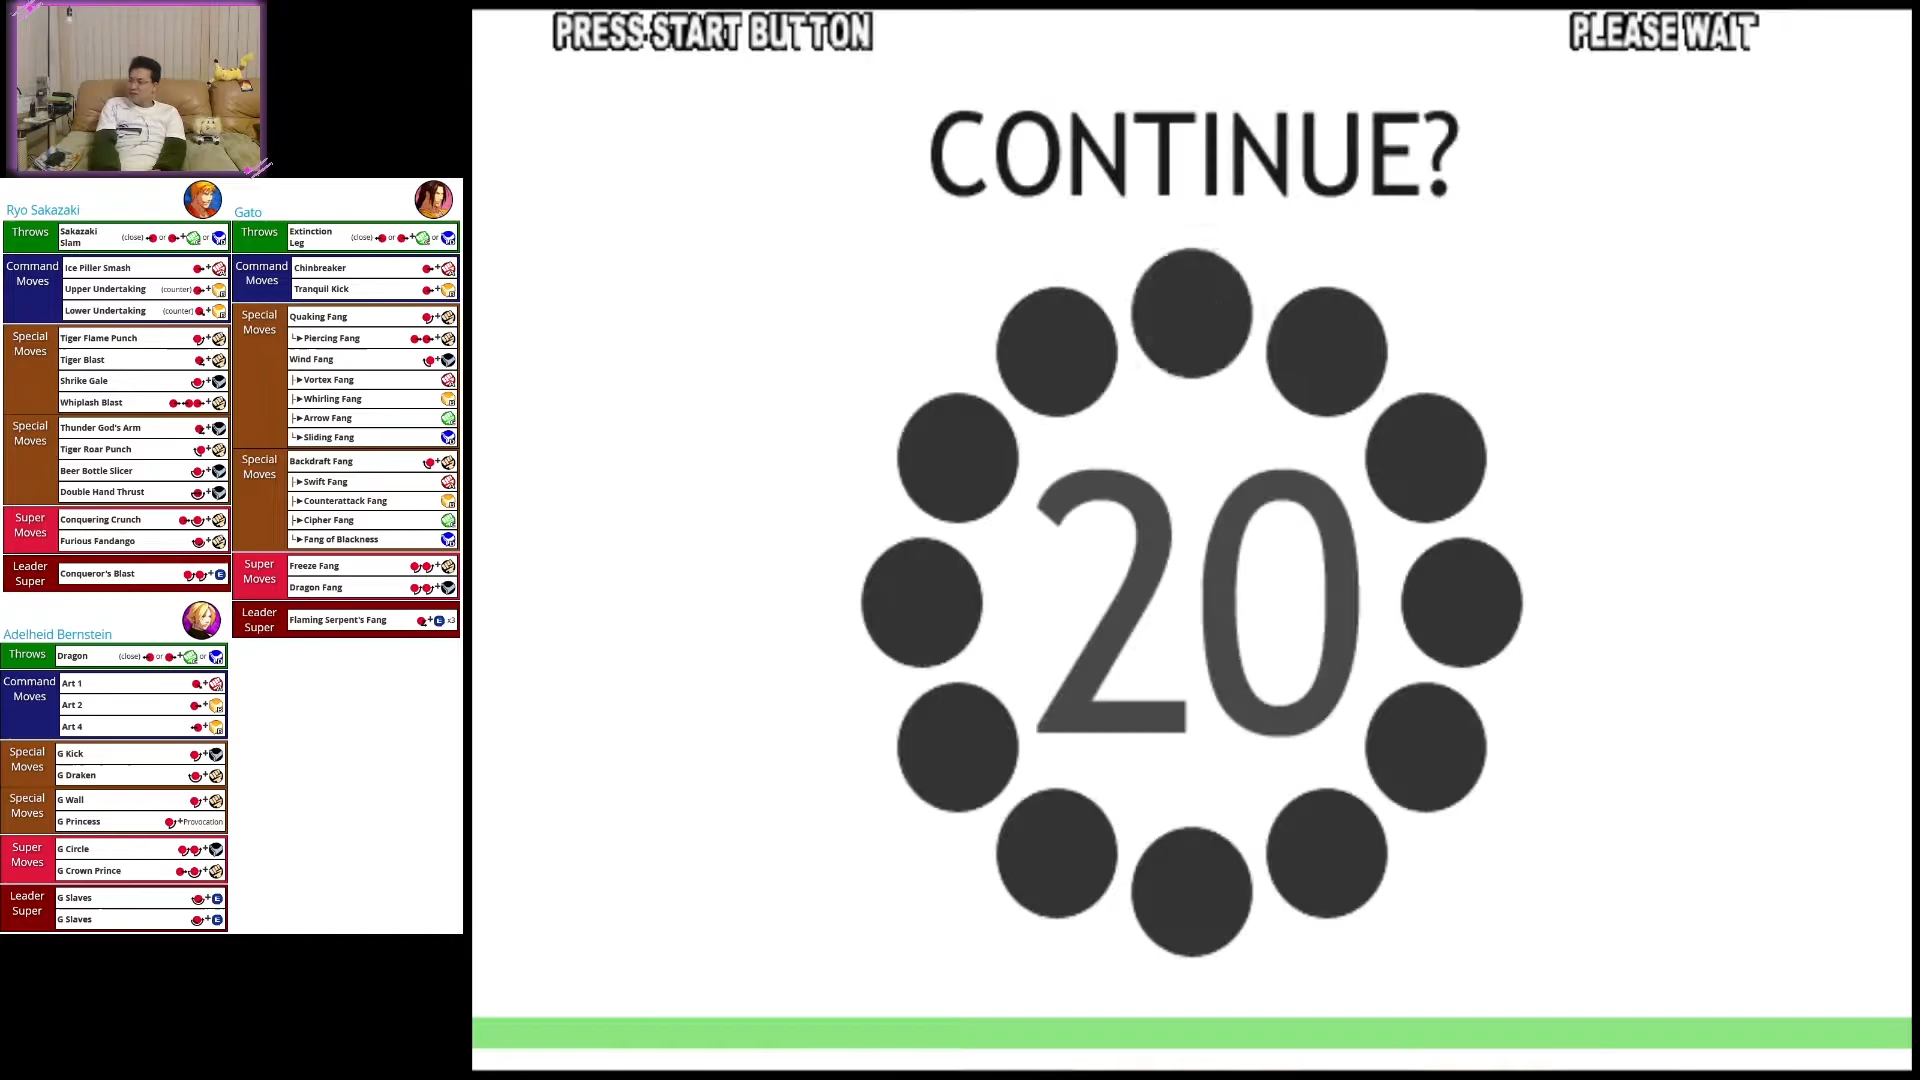 PRESS START BUTTON
PLEASE WAIT
CONTINUE?
20
Ryo Sakazaki
Throws
Sakazaki Slam (close) or + or
Command Moves
Ice Piller Smash +
Upper Undertaking (counter) +
Lower Undertaking (counter) +
Special Moves
Tiger Flame Punch +
Tiger Blast +
Shrike Gale +
Whiplash Blast +
Special Moves
Thunder God's Arm +
Tiger Roar Punch +
Beer Bottle Slicer +
Double Hand Thrust +
Super Moves
Conquering Crunch +
Furious Fandango +
Leader Super
Conqueror's Blast + E
Gato
Throws
Extinction Leg (close) or + or
Command Moves
Chinbreaker +
Tranquil Kick +
Special Moves
Quaking Fang +
Piercing Fang +
Wind Fang +
Vortex Fang
Whirling Fang
Arrow Fang
Sliding Fang
Special Moves
Backdraft Fang +
Swift Fang
Counterattack Fang
Cipher Fang
Fang of Blackness
Super Moves
Freeze Fang +
Dragon Fang +
Leader Super
Flaming Serpent's Fang + E x3
Adelheid Bernstein
Throws
Dragon (close) or + or
Command Moves
Art 1 +
Art 2 +
Art 4 +
Special Moves
G Kick +
G Draken +
Special Moves
G Wall +
G Princess +Provocation
Super Moves
G Circle +
G Crown Prince +
Leader Super
G Slaves + E
G Slaves + E